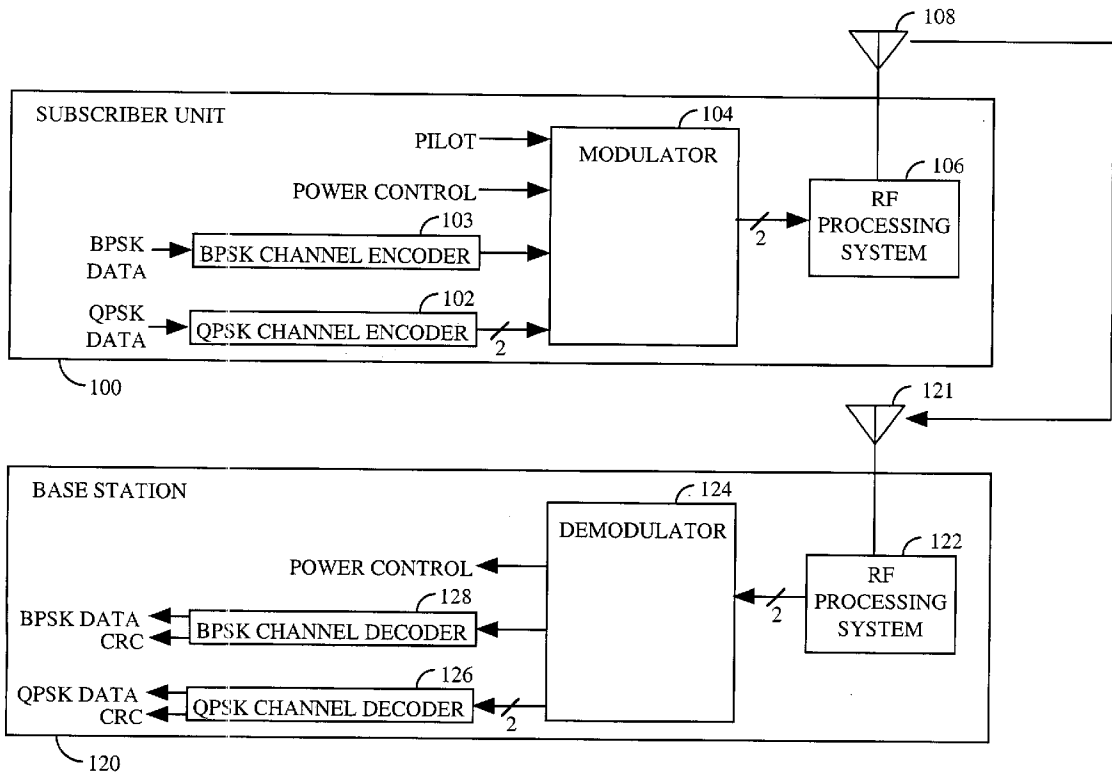 108
SUBSCRIBER UNIT
104
PILOT
MODULATOR
106
POWER CONTROL
RF
PROCESSING
SYSTEM
103
BPSK
DATA
BPSK CHANNEL ENCODER
2
102
QPSK
DATA
QPSK CHANNEL ENCODER
2
100
121
BASE STATION
124
DEMODULATOR
122
POWER CONTROL
RF
PROCESSING
SYSTEM
128
BPSK DATA
CRC
BPSK CHANNEL DECODER
2
126
QPSK DATA
CRC
QPSK CHANNEL DECODER
2
120